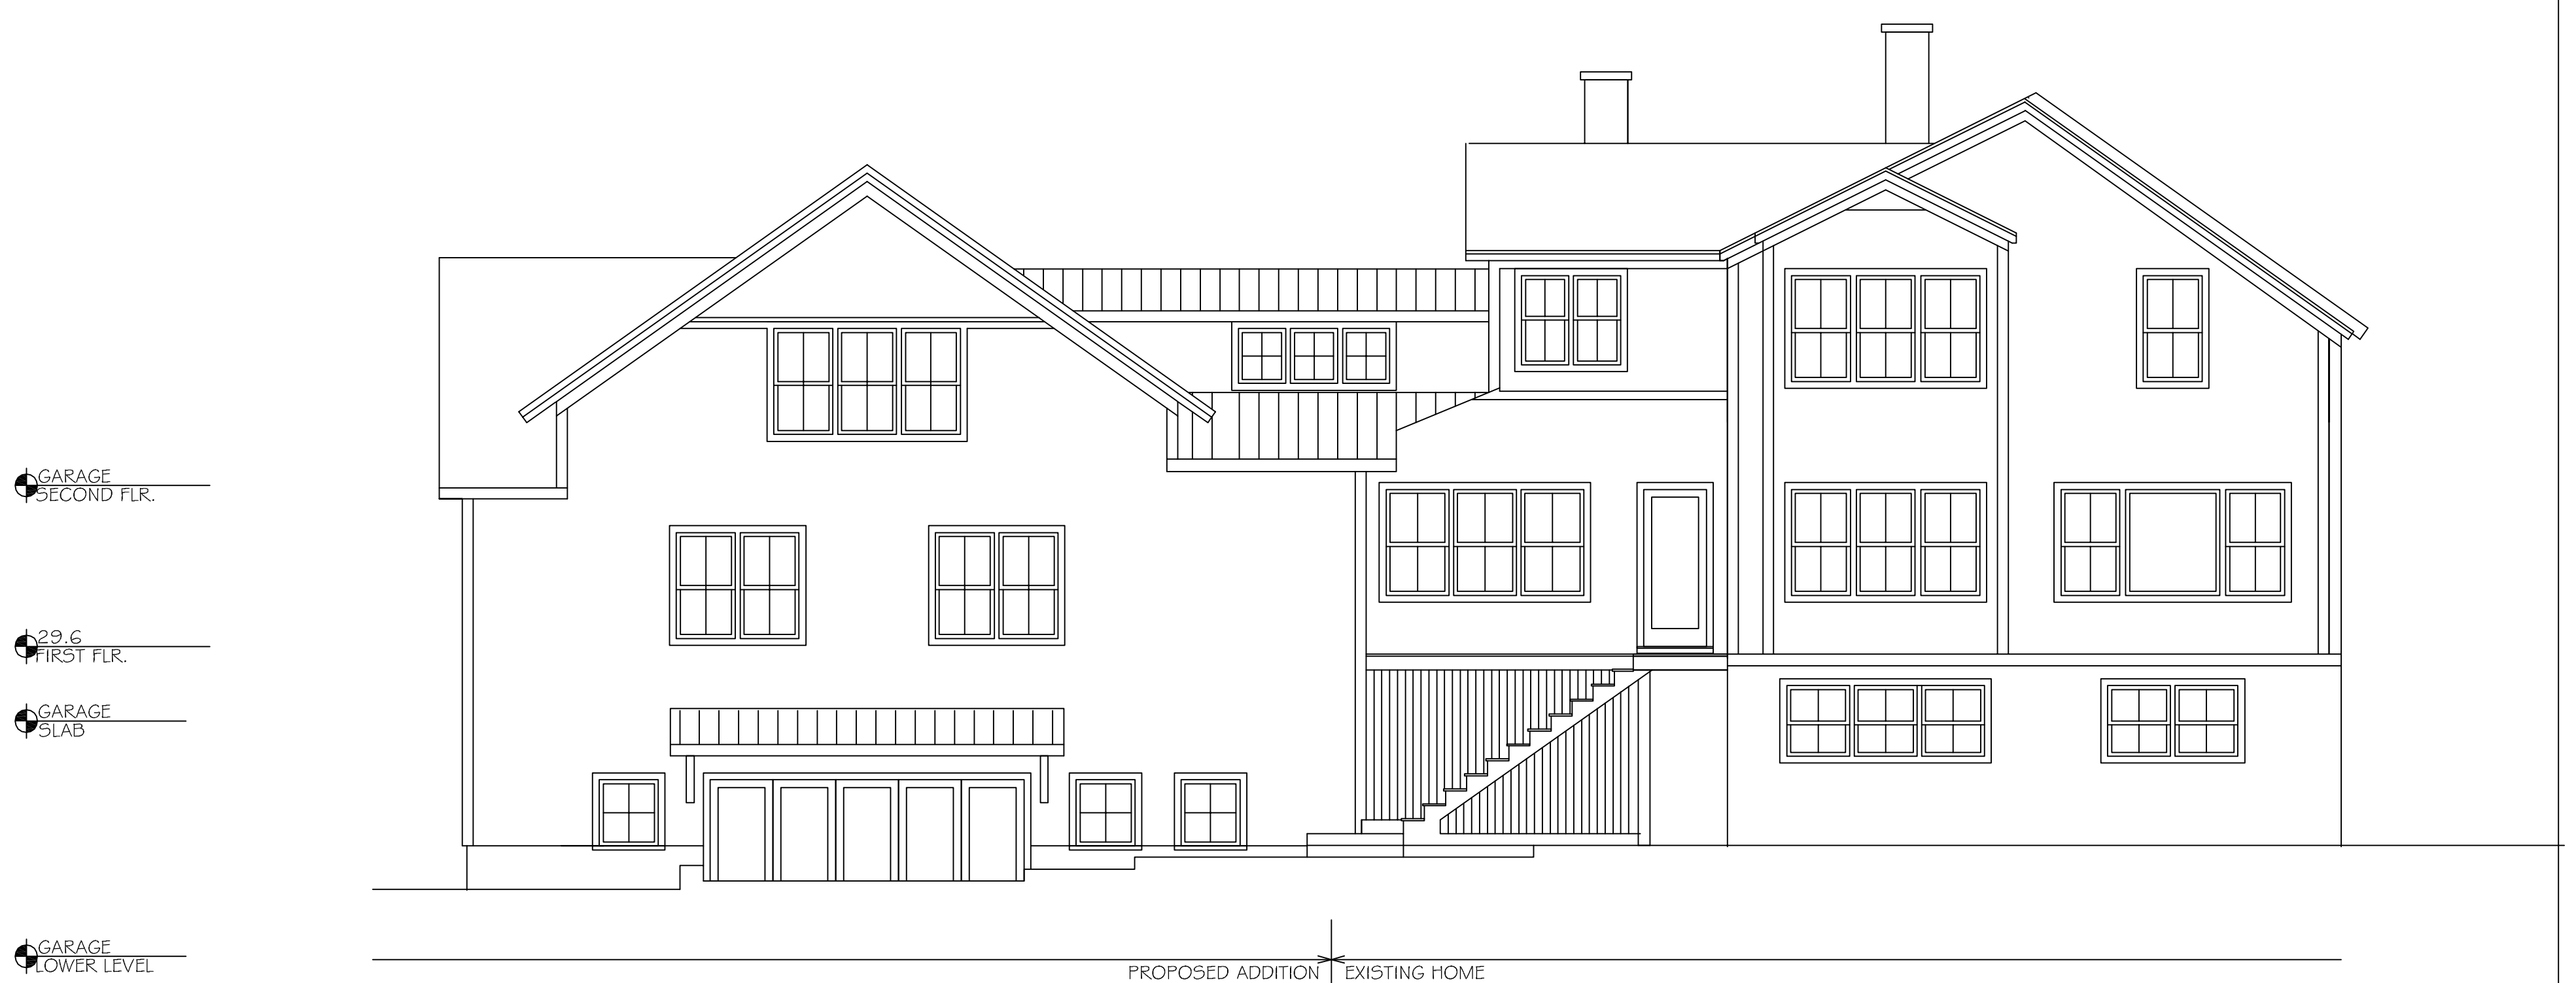 GARAGE
SECOND FLR.
29.6
FIRST FLR.
GARAGE
SLAB
GARAGE
LOWER LEVEL
PROPOSED ADDITION
EXISTING HOME